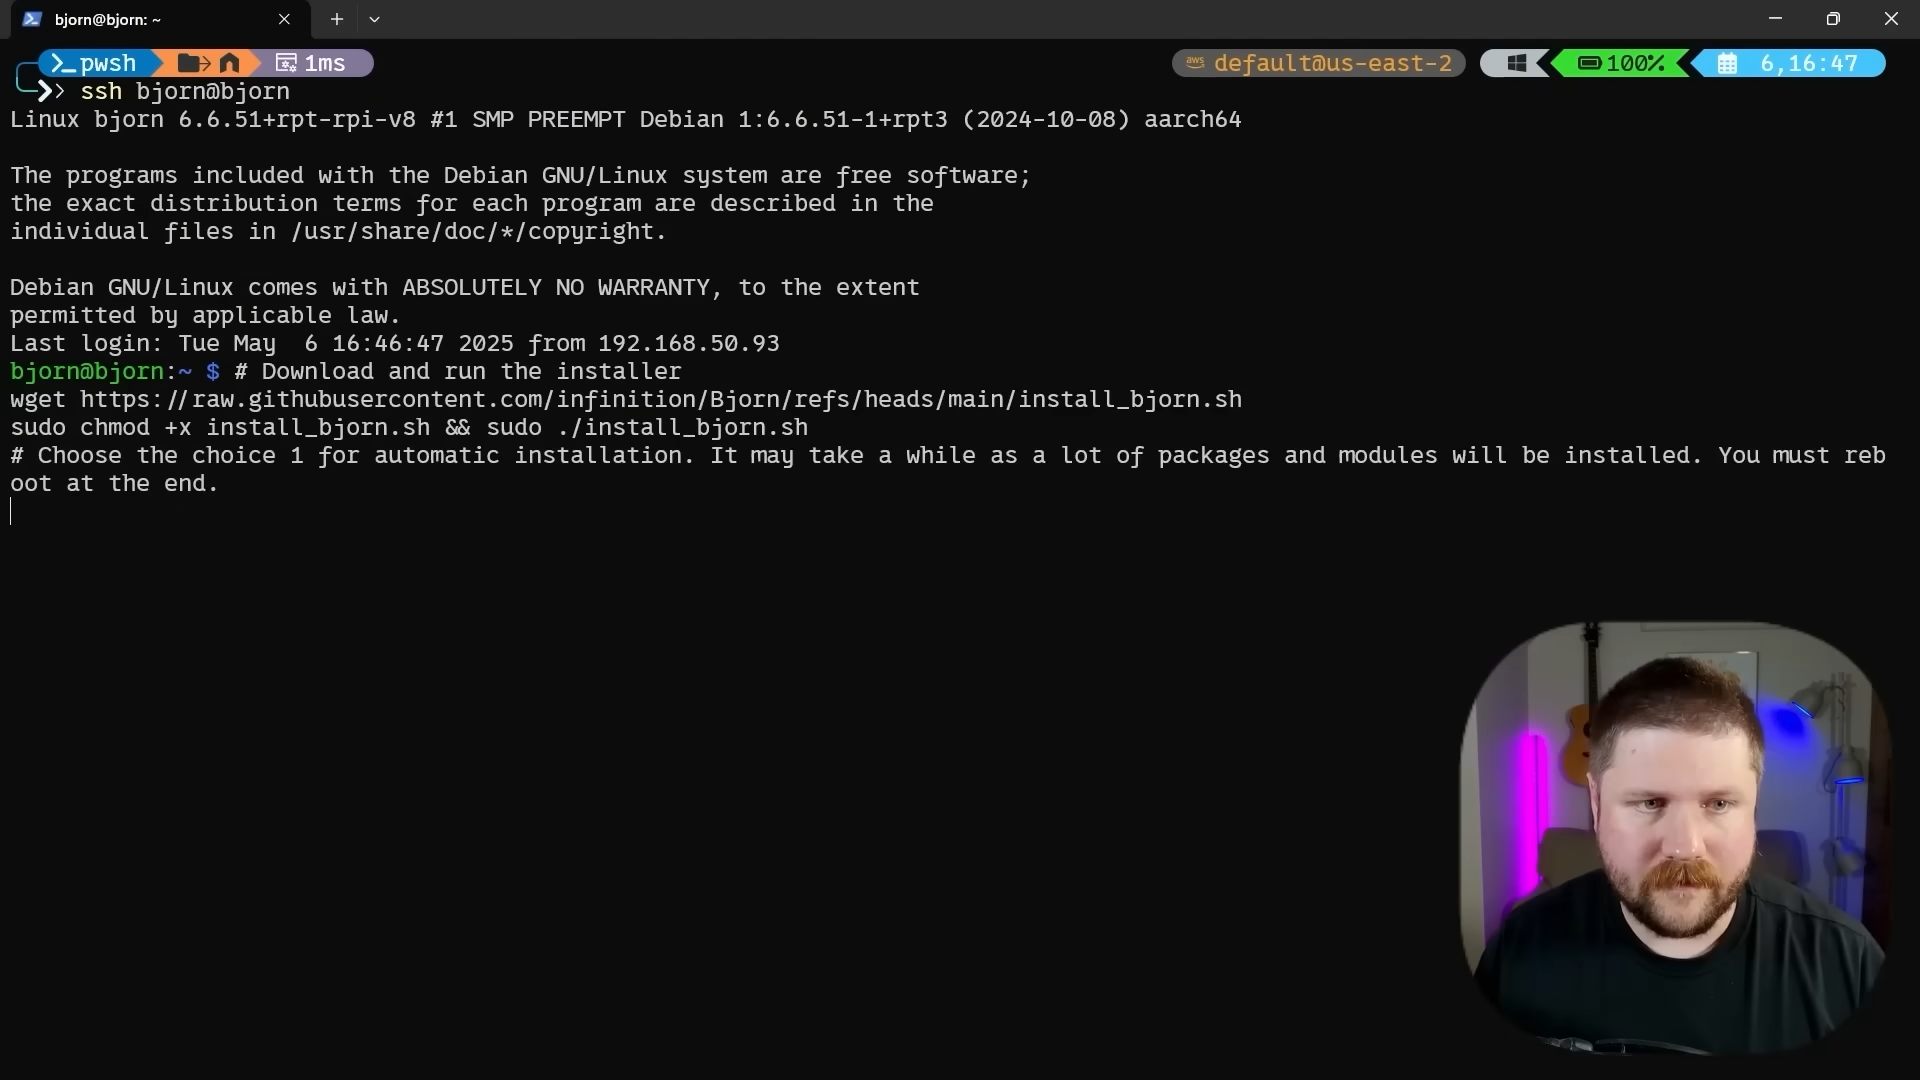 bjorn@bjorn: ~
pwsh 1ms aws default@us-east-2 100% 6,16:47
ssh bjorn@bjorn
Linux bjorn 6.6.51+rpt-rpi-v8 #1 SMP PREEMPT Debian 1:6.6.51-1+rpt3 (2024-10-08) aarch64
The programs included with the Debian GNU/Linux system are free software;
the exact distribution terms for each program are described in the
individual files in /usr/share/doc/*/copyright.
Debian GNU/Linux comes with ABSOLUTELY NO WARRANTY, to the extent
permitted by applicable law.
Last login: Tue May  6 16:46:47 2025 from 192.168.50.93
bjorn@bjorn:~ $ # Download and run the installer
wget https://raw.githubusercontent.com/infinition/Bjorn/refs/heads/main/install_bjorn.sh
sudo chmod +x install_bjorn.sh && sudo ./install_bjorn.sh
# Choose the choice 1 for automatic installation. It may take a while as a lot of packages and modules will be installed. You must reb
oot at the end.